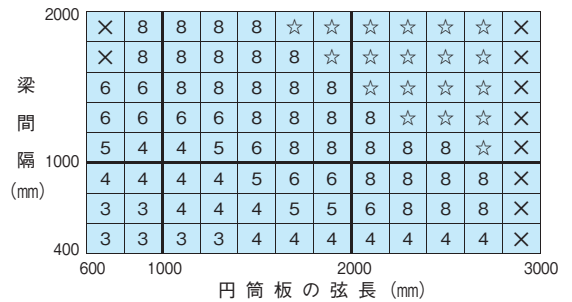 2000
× 8 8 8 8 ☆ ☆ ☆ ☆ ☆ ☆ ×
× 8 8 8 8 8 ☆ ☆ ☆ ☆ ☆ ×
6 6 8 8 8 8 8 ☆ ☆ ☆ ☆ ×
6 6 6 6 8 8 8 8 ☆ ☆ ☆ ×
5 4 4 5 6 8 8 8 8 8 ☆ ×
1000
4 4 4 4 5 6 6 8 8 8 8 ×
3 3 4 4 4 5 5 6 8 8 8 ×
3 3 3 3 4 4 4 4 4 4 4 ×
400
梁間隔(mm)
600 1000 2000 3000
円筒板の弦長(mm)